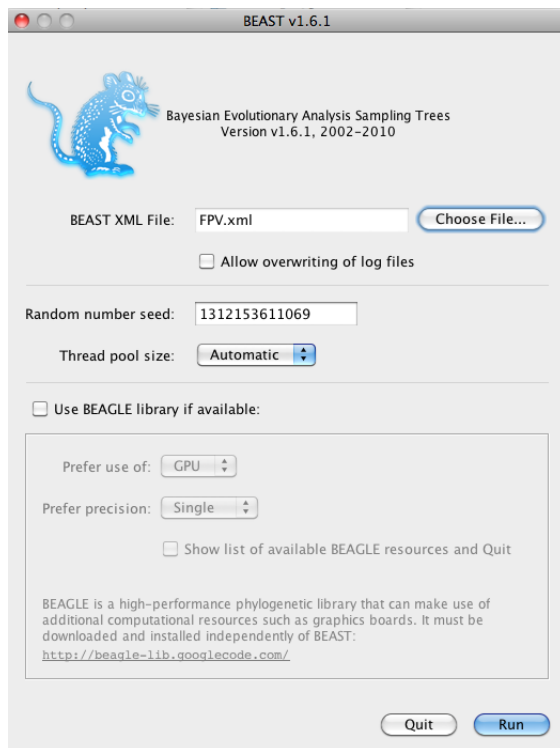 BEAST v1.6.1
Bayesian Evolutionary Analysis Sampling Trees
Version v1.6.1, 2002-2010
BEAST XML File: FPV.xml Choose File...
Allow overwriting of log files
Random number seed: 1312153611069
Thread pool size: Automatic
Use BEAGLE library if available:
Prefer use of: GPU
Prefer precision: Single
Show list of available BEAGLE resources and Quit
BEAGLE is a high-performance phylogenetic library that can make use of
additional computational resources such as graphics boards. It must be
downloaded and installed independently of BEAST:
http://beagle-lib.googlecode.com/
Quit Run